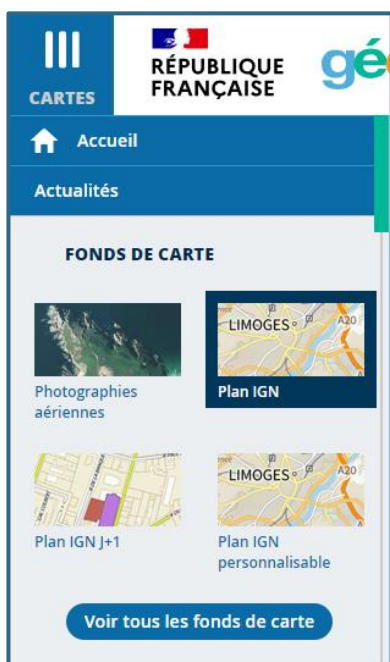 CARTES
RÉPUBLIQUE
FRANÇAISE
gé
Accueil
Actualités
FONDS DE CARTE
LIMOGES
A20
Photographies
aériennes
Plan IGN
LIMOGES
A20
Plan IGN J+1
Plan IGN
personnalisable
Voir tous les fonds de carte